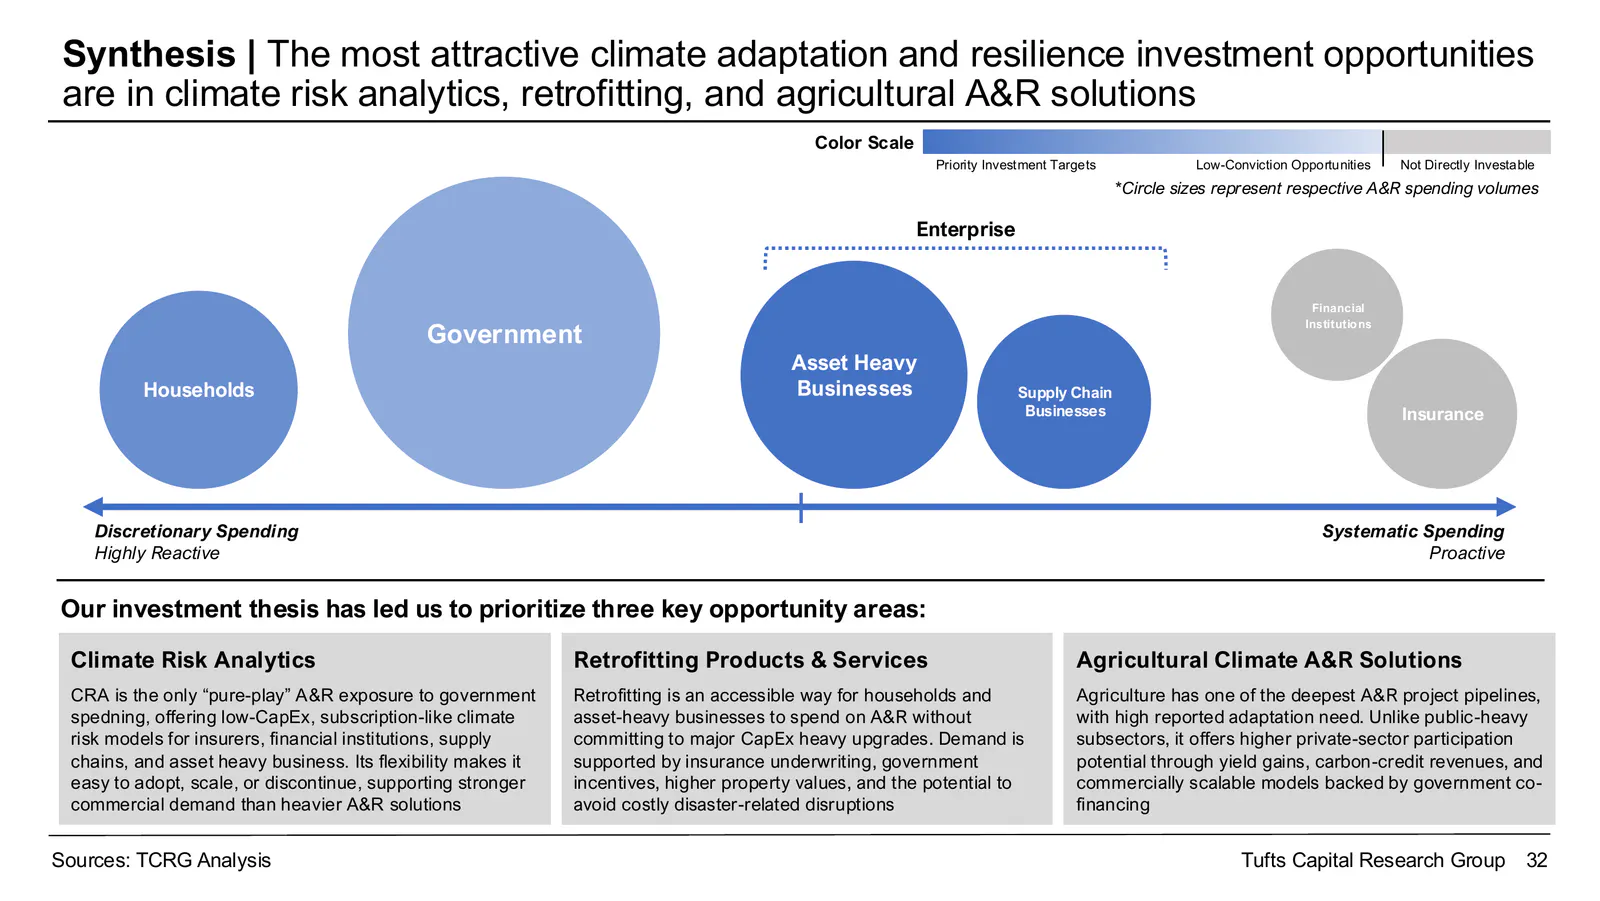 Synthesis | The most attractive climate adaptation and resilience investment opportunities
are in climate risk analytics, retrofitting, and agricultural A&R solutions
Color Scale
Priority Investment Targets
Low-Conviction Opportunities
Not Directly Investable
*Circle sizes represent respective A&R spending volumes
Enterprise
Households
Government
Asset Heavy
Businesses
Supply Chain
Businesses
Financial
Institutions
Insurance
Discretionary Spending
Highly Reactive
Systematic Spending
Proactive
Our investment thesis has led us to prioritize three key opportunity areas:
Climate Risk Analytics
CRA is the only “pure-play” A&R exposure to government
spedning, offering low-CapEx, subscription-like climate
risk models for insurers, financial institutions, supply
chains, and asset heavy business. Its flexibility makes it
easy to adopt, scale, or discontinue, supporting stronger
commercial demand than heavier A&R solutions
Retrofitting Products & Services
Retrofitting is an accessible way for households and
asset-heavy businesses to spend on A&R without
committing to major CapEx heavy upgrades. Demand is
supported by insurance underwriting, government
incentives, higher property values, and the potential to
avoid costly disaster-related disruptions
Agricultural Climate A&R Solutions
Agriculture has one of the deepest A&R project pipelines,
with high reported adaptation need. Unlike public-heavy
subsectors, it offers higher private-sector participation
potential through yield gains, carbon-credit revenues, and
commercially scalable models backed by government co-
financing
Sources: TCRG Analysis
Tufts Capital Research Group 32